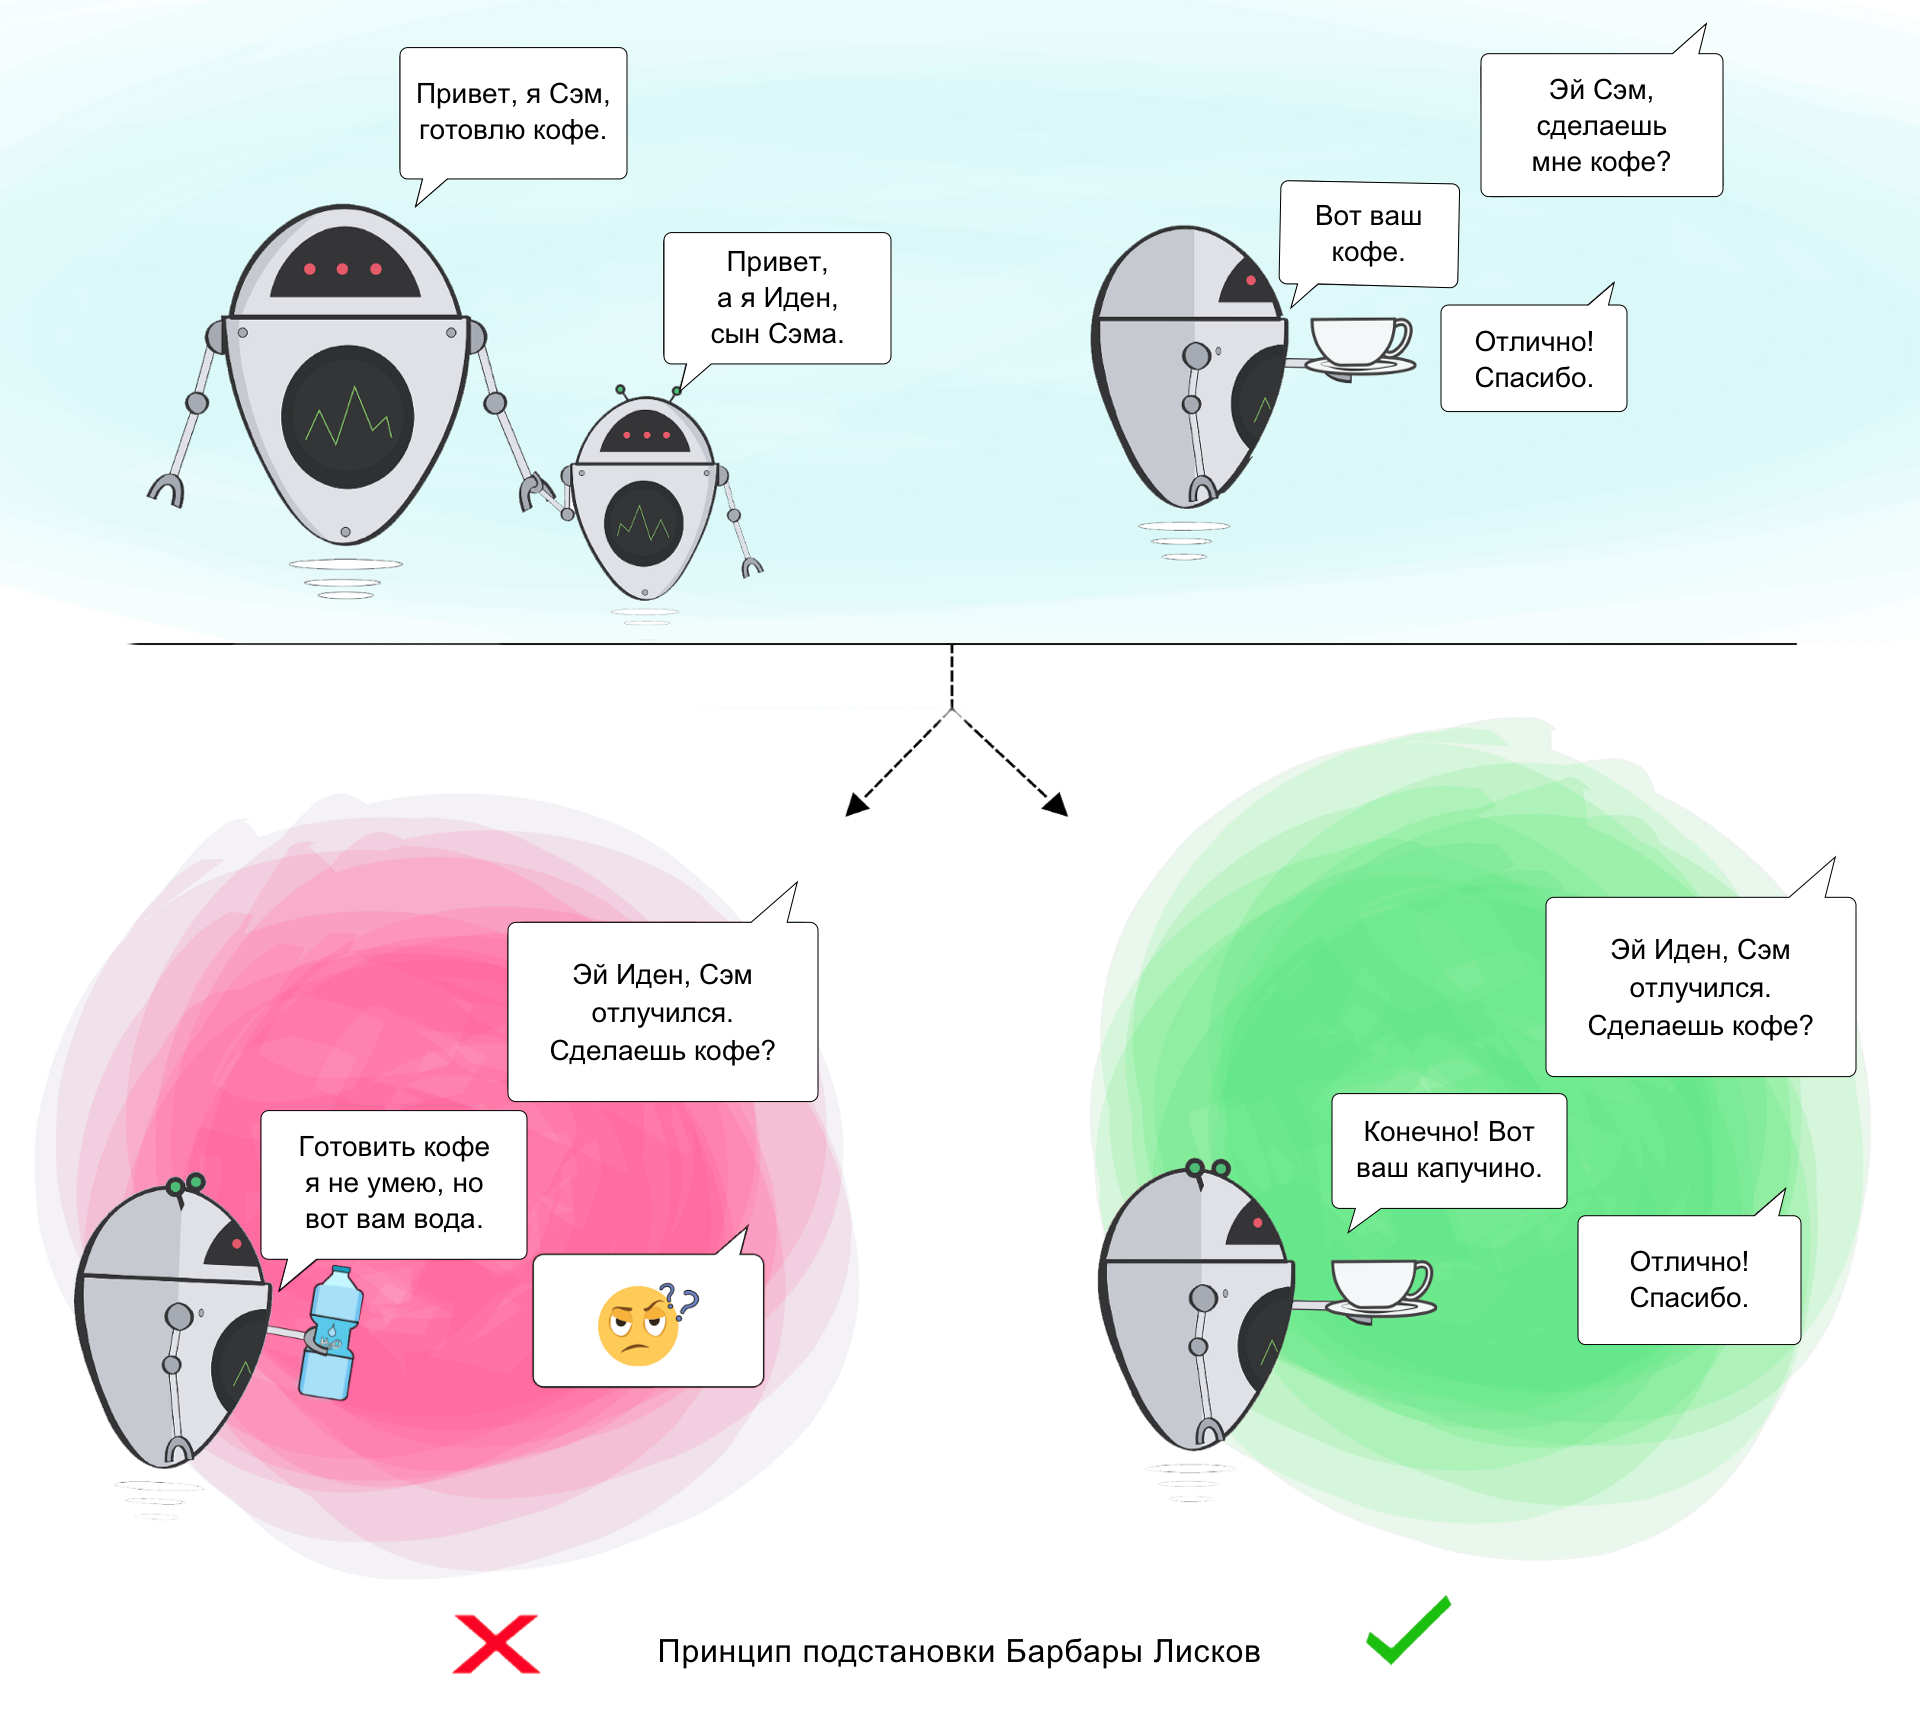 Привет, я Сэм,
готовлю кофе.
Привет,
а я Иден,
сын Сэма.
Эй Сэм,
сделаешь
мне кофе?
Вот ваш
кофе.
Отлично!
Спасибо.
Эй Иден, Сэм
отлучился.
Сделаешь кофе?
Готовить кофе
я не умею, но
вот вам вода.
??
H₂O
Эй Иден, Сэм
отлучился.
Сделаешь кофе?
Конечно! Вот
ваш капучино.
Отлично!
Спасибо.
Принцип подстановки Барбары Лисков